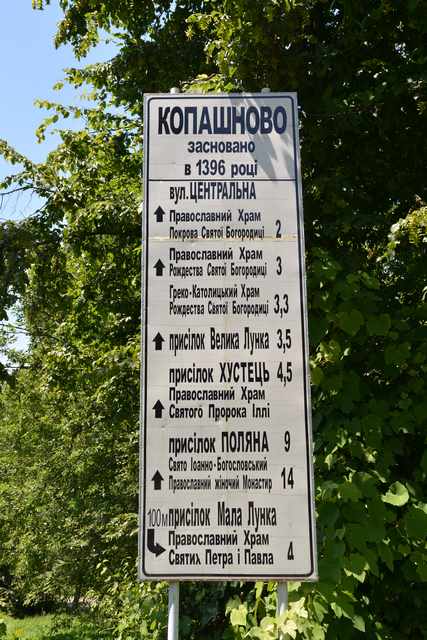 КОПАШНОВО
засновано
в 1396 році
вул.ЦЕНТРАЛЬНА
Православний Храм
Покрова Святої Богородиці 2
Православний Храм
Рождества Святої Богородиці 3
Греко-Католицький Храм
Рождества Святої Богородиці 3,3
присілок Велика Лунка 3,5
присілок ХУСТЕЦЬ 4,5
Православний Храм
Святого Пророка Іллі
присілок ПОЛЯНА 9
Свято Іоанно-Богословський
Православний жіночий Монастир 14
100м присілок Мала Лунка
Православний Храм
Святих Петра і Павла 4